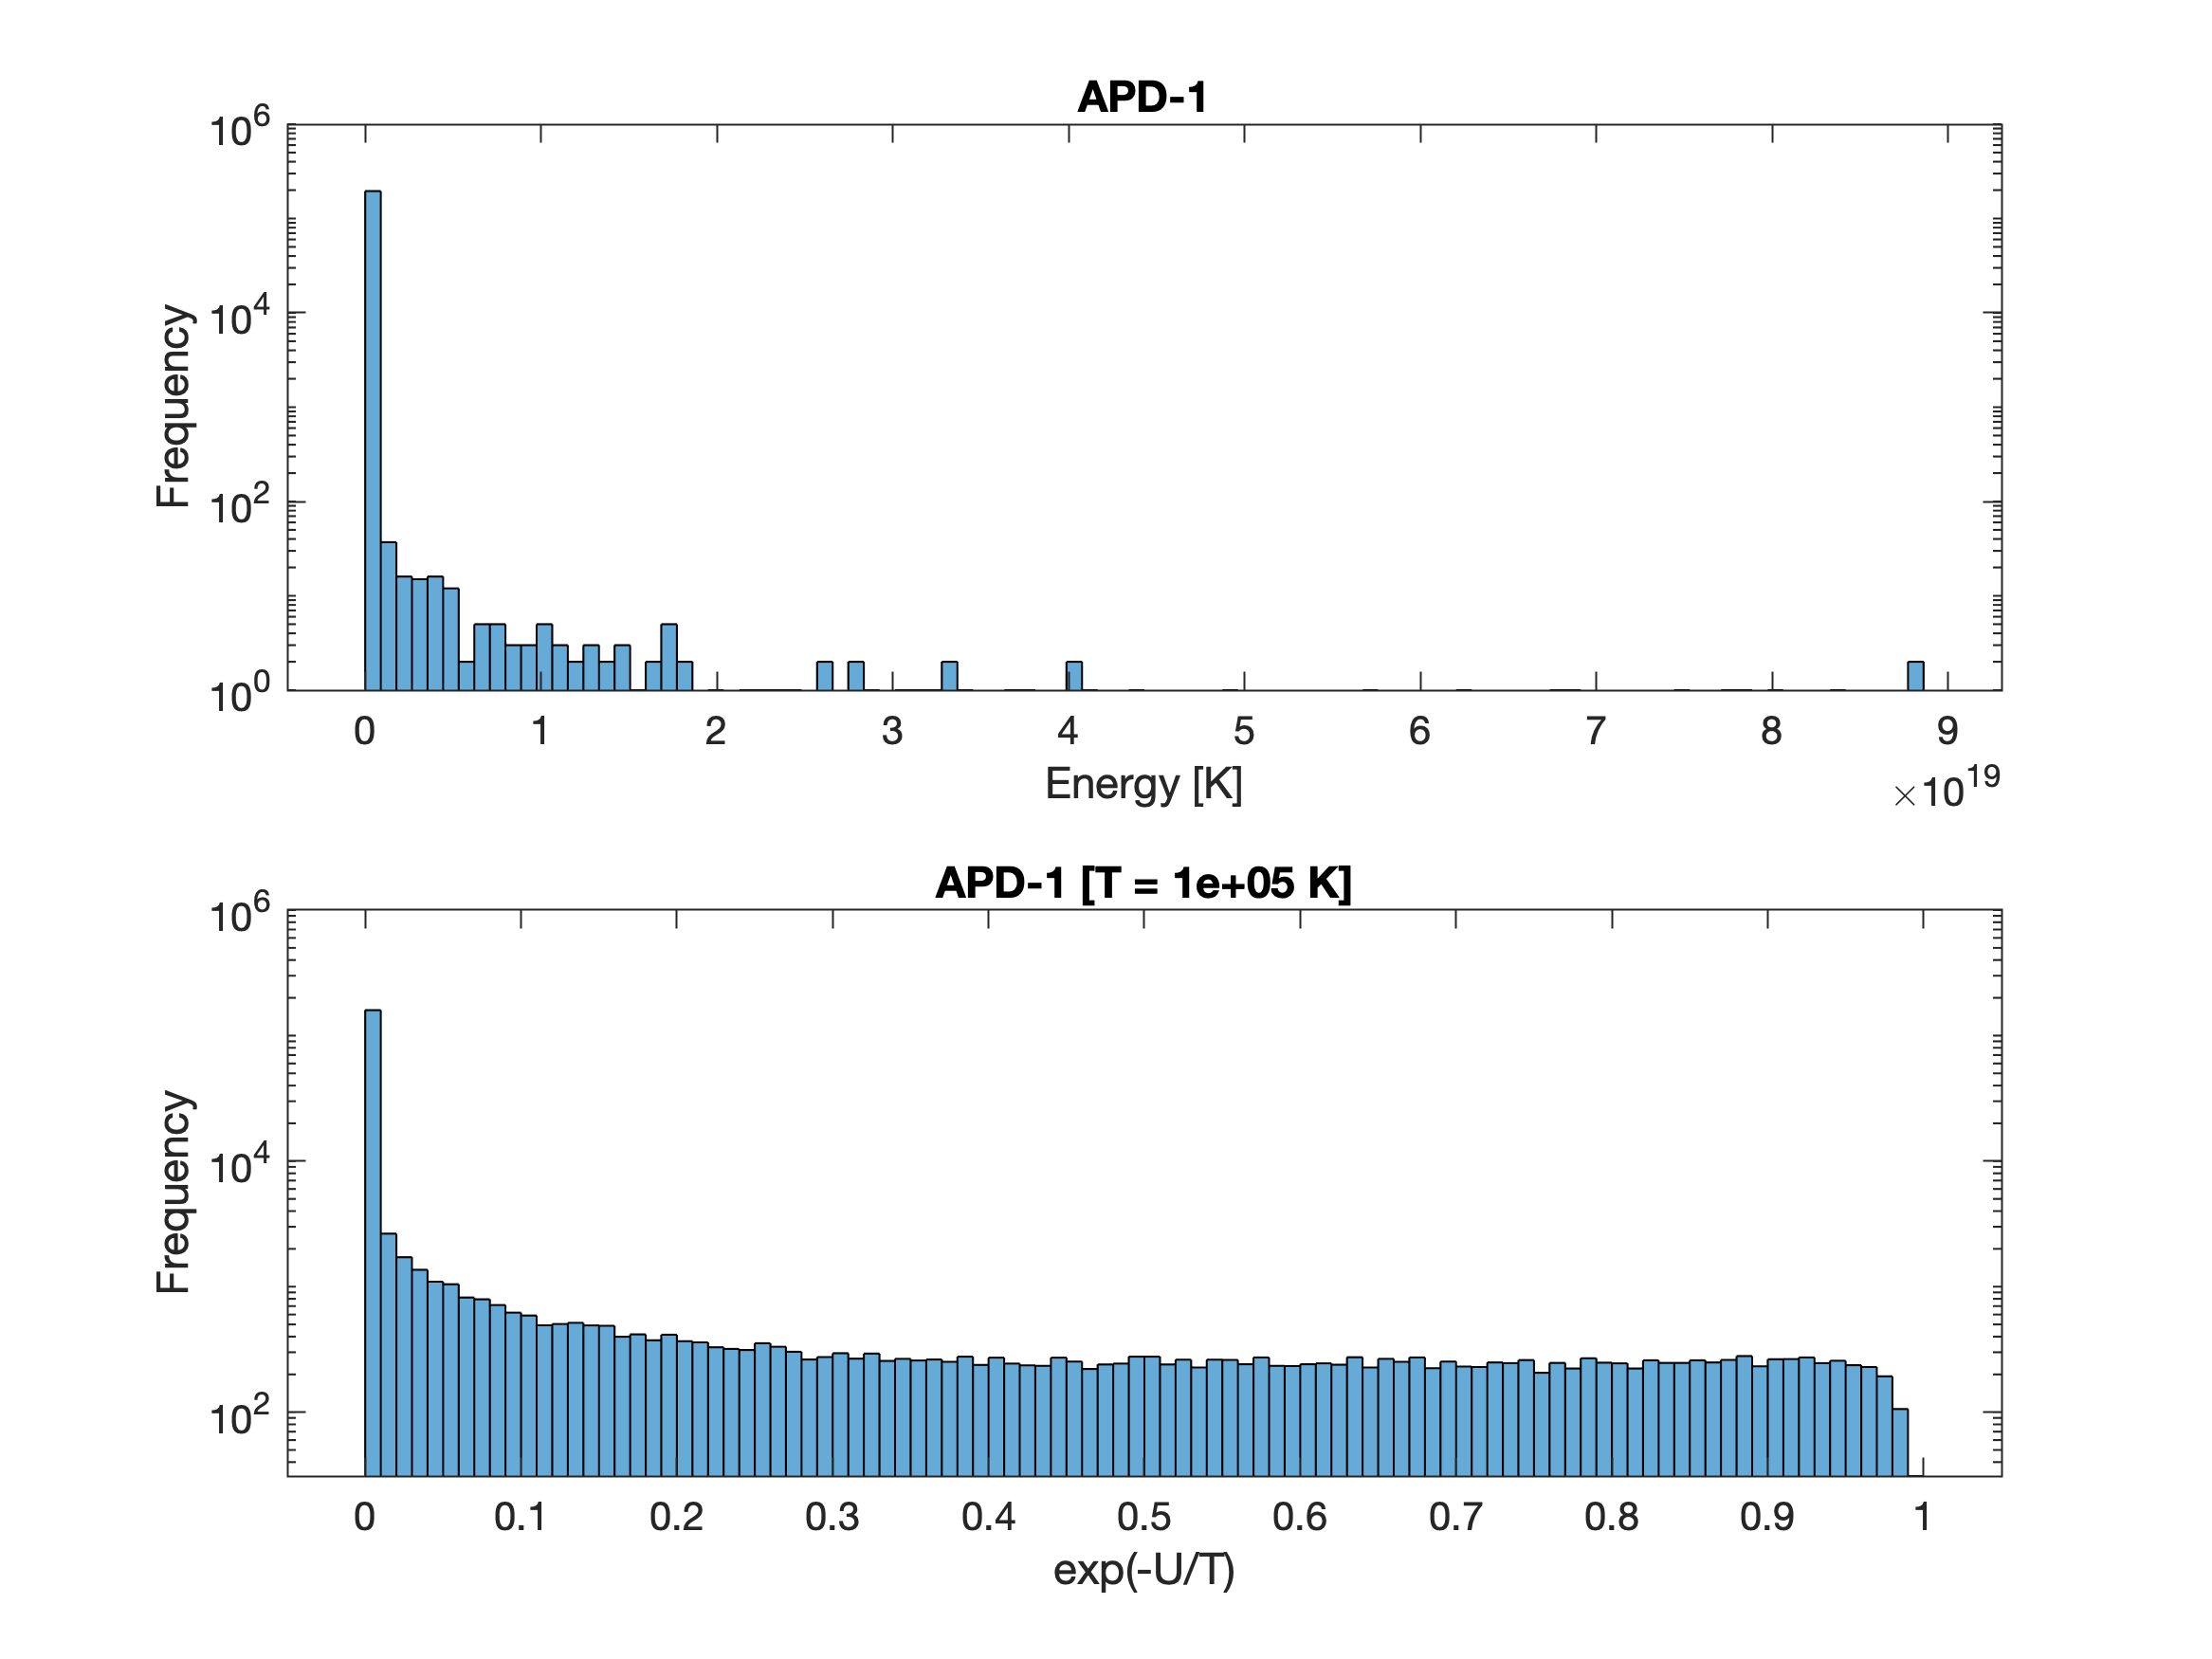 APD-1
10^6
10^4
10^2
10^0
Frequency
0 1 2 3 4 5 6 7 8 9
Energy [K]
×10^19
APD-1 [T = 1e+05 K]
10^6
10^4
10^2
Frequency
0 0.1 0.2 0.3 0.4 0.5 0.6 0.7 0.8 0.9 1
exp(-U/T)